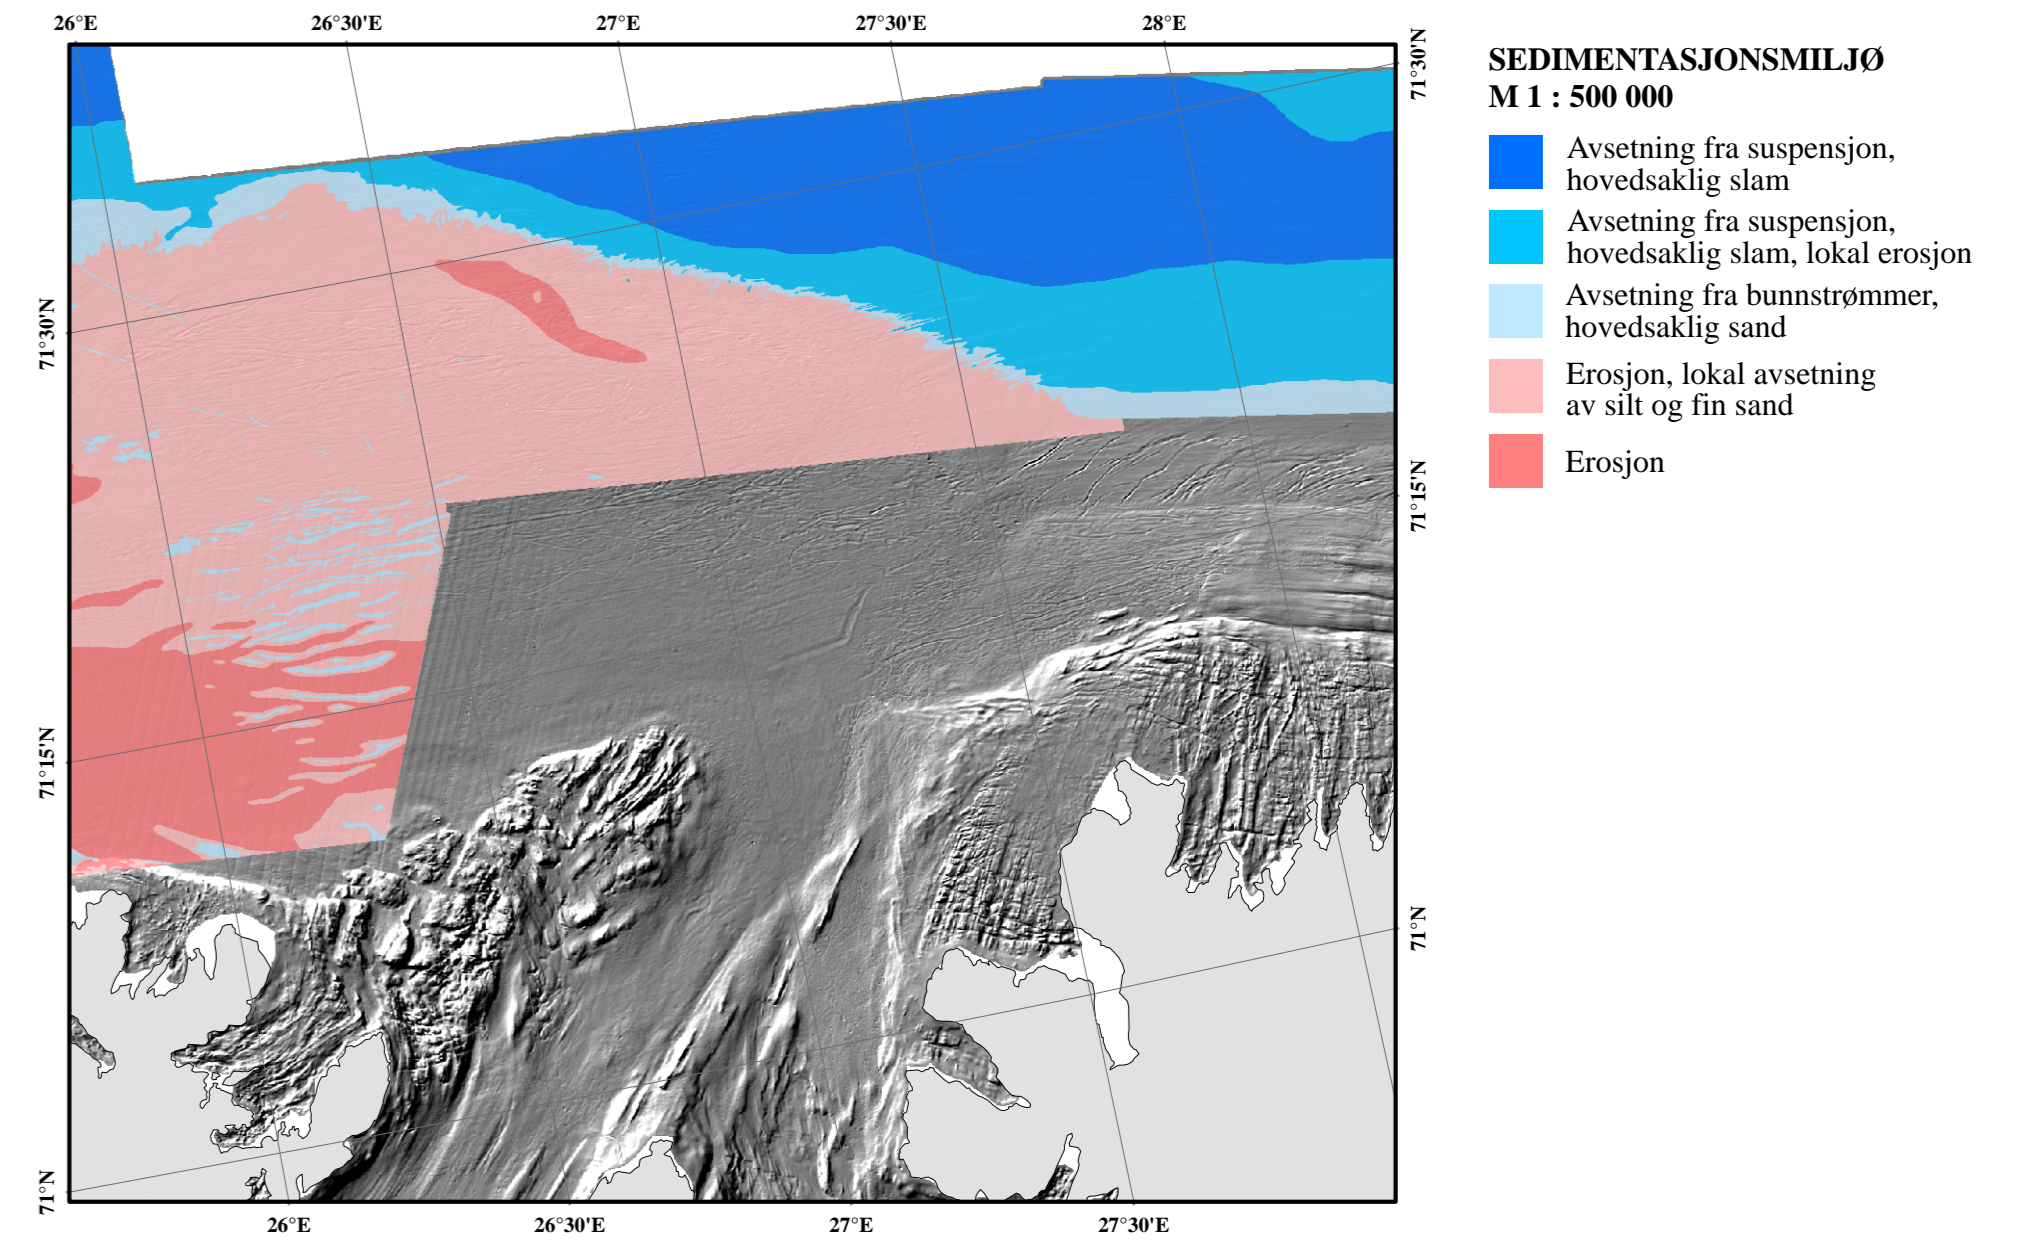 26°E
26°30'E
27°E
27°30'E
28°E
71°30'N
71°15'N
71°N
71°30'N
71°15'N
71°N
26°E
26°30'E
27°E
27°30'E
SEDIMENTASJONSMILJØ
M 1 : 500 000
Avsetning fra suspensjon,
hovedsaklig slam
Avsetning fra suspensjon,
hovedsaklig slam, lokal erosjon
Avsetning fra bunnstrømmer,
hovedsaklig sand
Erosjon, lokal avsetning
av silt og fin sand
Erosjon